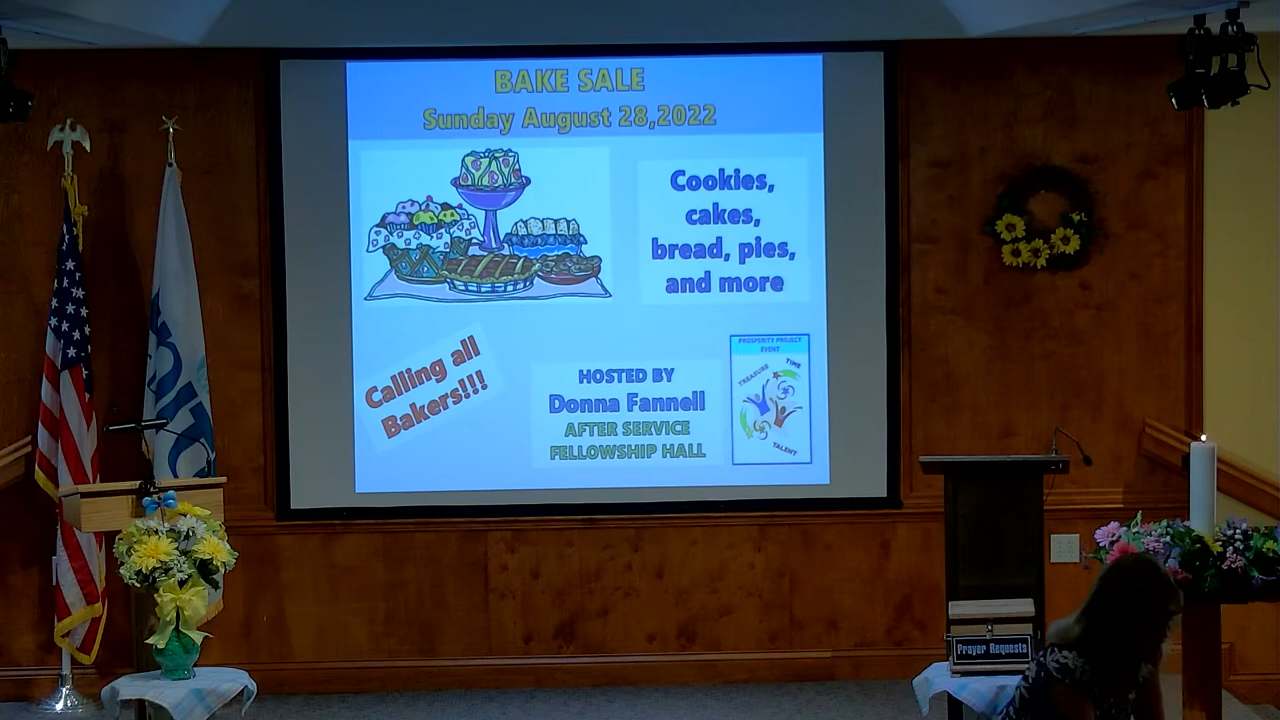 BAKE SALE
Sunday August 28,2022
Cookies,
cakes,
bread, pies,
and more
Calling all
Bakers!!!
HOSTED BY
Donna Fannell
AFTER SERVICE
FELLOWSHIP HALL
PROSPERITY PROJECT
EVENT
TREASURE
TIME
TALENT
Prayer Requests